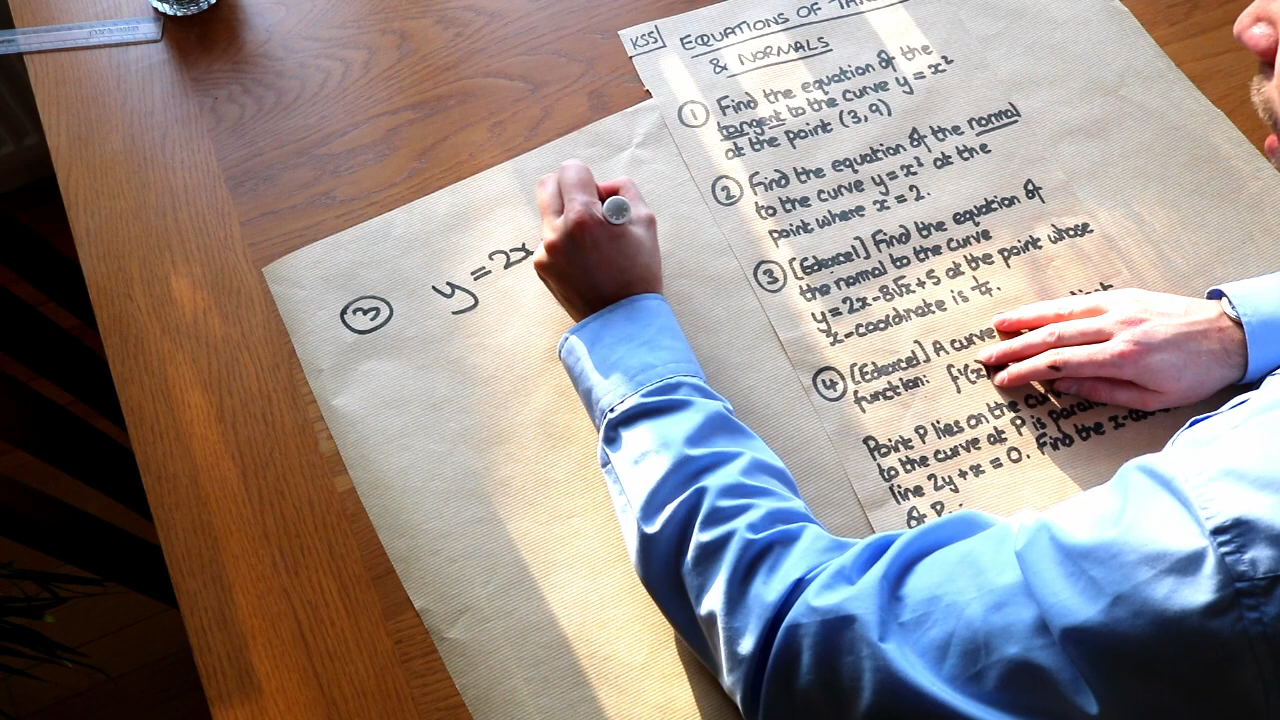 KS5
EQUATIONS OF
& NORMALS
① Find the equation of the
tangent to the curve y = x²
at the point (3, 9)
② Find the equation of the normal
to the curve y = x³ at the
point where x = 2.
③ [Edexcel] Find the equation of
the normal to the curve
y = 2x - 8√x + 5 at the point whose
x-coordinate is ¼.
④ [Edexcel] A curve
function: f'(x)
Point P lies on the
to the curve at P is
line 2y + x = 0. Find the
of P.
③ y = 2x